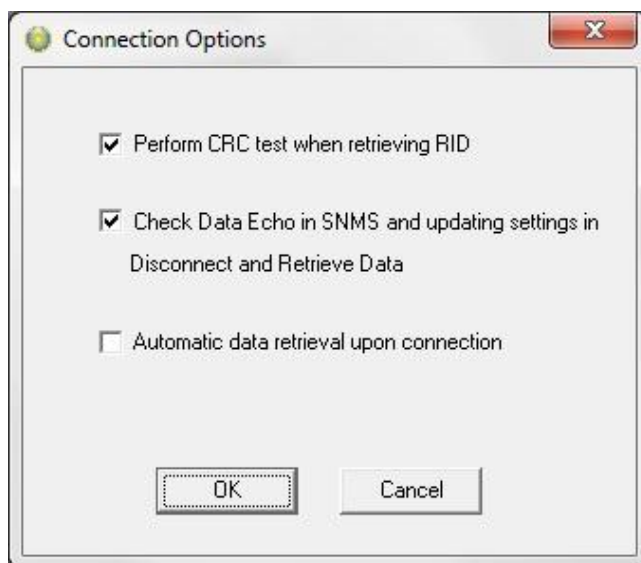 Connection Options
Perform CRC test when retrieving RID
Check Data Echo in SNMS and updating settings in
Disconnect and Retrieve Data
Automatic data retrieval upon connection
OK
Cancel